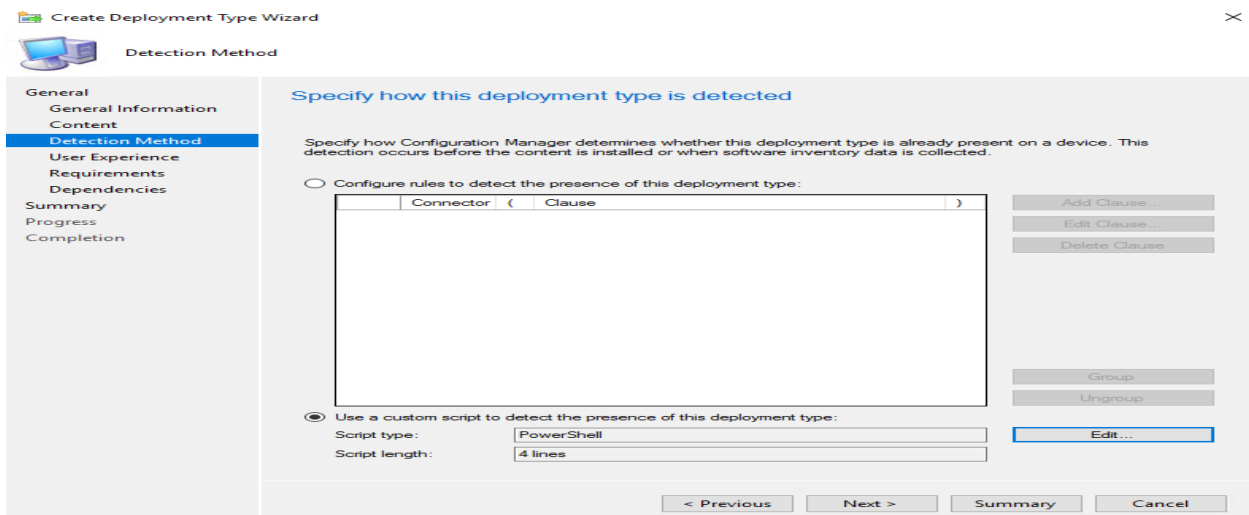 Create Deployment Type Wizard
Detection Method
General
General Information
Content
Detection Method
User Experience
Requirements
Dependencies
Summary
Progress
Completion
Specify how this deployment type is detected
Specify how Configuration Manager determines whether this deployment type is already present on a device. This
detection occurs before the content is installed or when software inventory data is collected.
Configure rules to detect the presence of this deployment type:
Connector ( Clause )
Add Clause...
Edit Clause...
Delete Clause
Group
Ungroup
Use a custom script to detect the presence of this deployment type:
Script type: PowerShell Edit...
Script length: 4 lines
< Previous Next > Summary Cancel